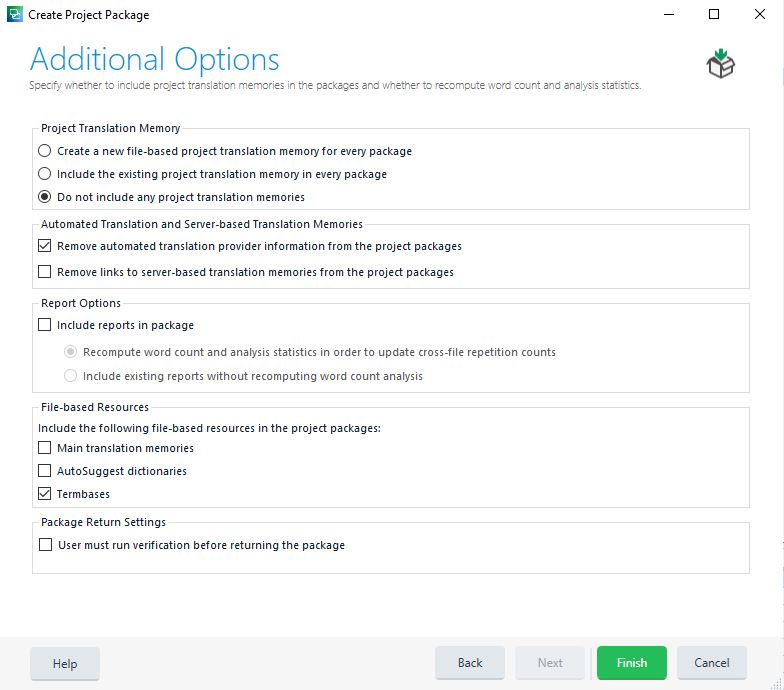 Create Project Package
Additional Options
Specify whether to include project translation memories in the packages and whether to recompute word count and analysis statistics.
Project Translation Memory
Create a new file-based project translation memory for every package
Include the existing project translation memory in every package
Do not include any project translation memories
Automated Translation and Server-based Translation Memories
Remove automated translation provider information from the project packages
Remove links to server-based translation memories from the project packages
Report Options
Include reports in package
Recompute word count and analysis statistics in order to update cross-file repetition counts
Include existing reports without recomputing word count analysis
File-based Resources
Include the following file-based resources in the project packages:
Main translation memories
AutoSuggest dictionaries
Termbases
Package Return Settings
User must run verification before returning the package
Help Back Next Finish Cancel